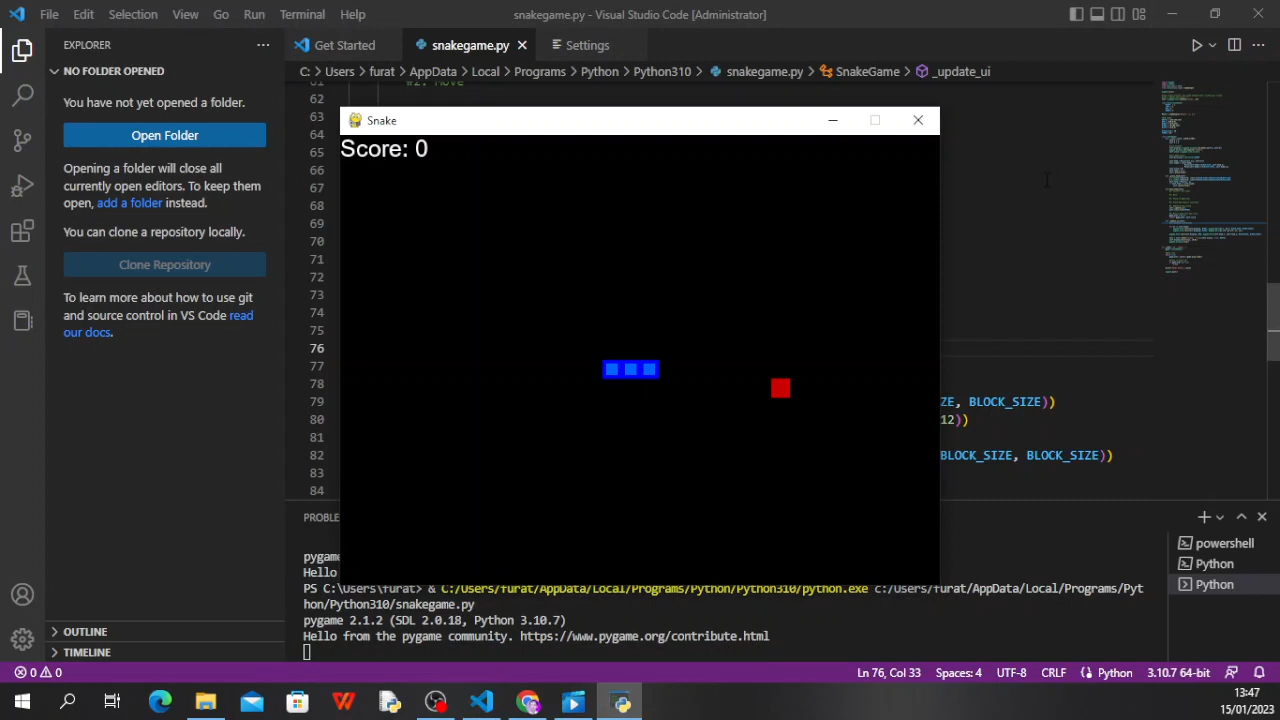 File Edit Selection View Go Run Terminal Help
snakegame.py - Visual Studio Code [Administrator]
EXPLORER
Get Started
snakegame.py
Settings
C: > Users > furat > AppData > Local > Programs > Python > Python310 > snakegame.py > SnakeGame > _update_ui
NO FOLDER OPENED
You have not yet opened a folder.
Open Folder
Opening a folder will close all
currently open editors. To keep them
open, add a folder instead.
You can clone a repository locally.
Clone Repository
To learn more about how to use git
and source control in VS Code read
our docs.
OUTLINE
TIMELINE
62
63
64
65
66
67
68
69
70
71
72
73
74
75
76
77
78
79
80
81
82
83
84
Snake
Score: 0
ZE, BLOCK_SIZE))
12))
BLOCK_SIZE, BLOCK_SIZE))
PROBLE
pygame
Hello
PS C:\Users\furat> & C:/Users/furat/AppData/Local/Programs/Python/Python310/python.exe c:/Users/furat/AppData/Local/Programs/Pyt
hon/Python310/snakegame.py
pygame 2.1.2 (SDL 2.0.18, Python 3.10.7)
Hello from the pygame community. https://www.pygame.org/contribute.html
powershell
Python
Python
0 0
Ln 76, Col 33
Spaces: 4
UTF-8
CRLF
Python
3.10.7 64-bit
13:47
15/01/2023